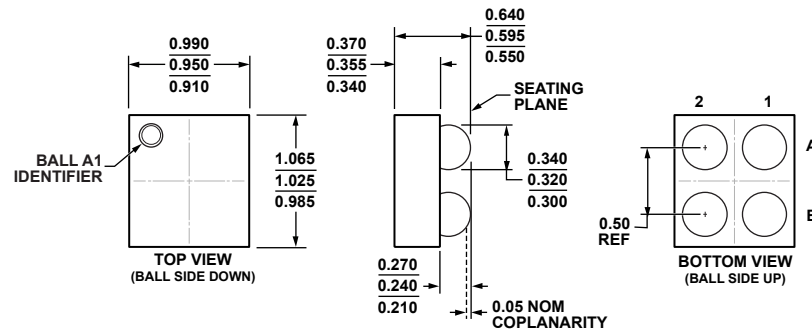 0.990
0.950
0.910
BALL A1
IDENTIFIER
1.065
1.025
0.985
TOP VIEW
(BALL SIDE DOWN)
0.640
0.595
0.550
0.370
0.355
0.340
SEATING
PLANE
0.340
0.320
0.300
0.270
0.240
0.210
0.05 NOM
COPLANARITY
2 1
A
0.50
REF
BOTTOM VIEW
(BALL SIDE UP)